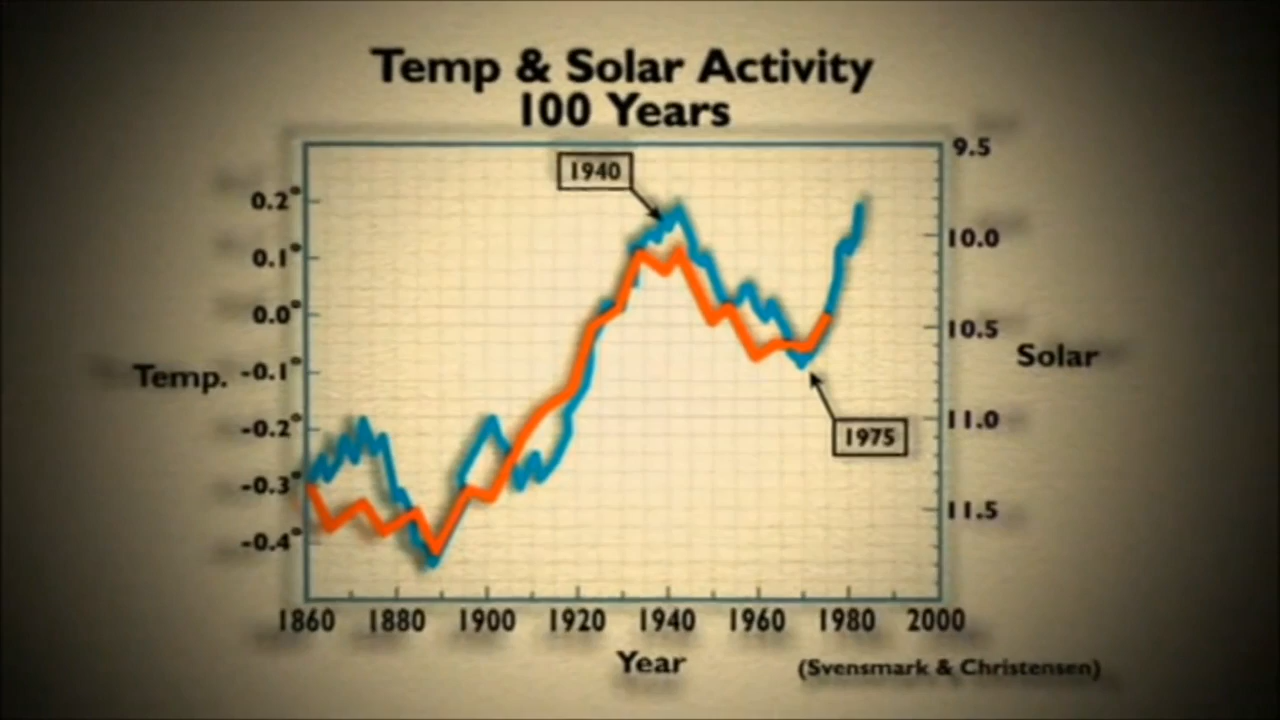 Temp & Solar Activity
100 Years
1940
9.5
0.2°
10.0
0.1°
0.0°
10.5
Solar
Temp.
-0.1°
-0.2°
11.0
1975
-0.3°
11.5
-0.4°
1860 1880 1900 1920 1940 1960 1980 2000
Year
(Svensmark & Christensen)